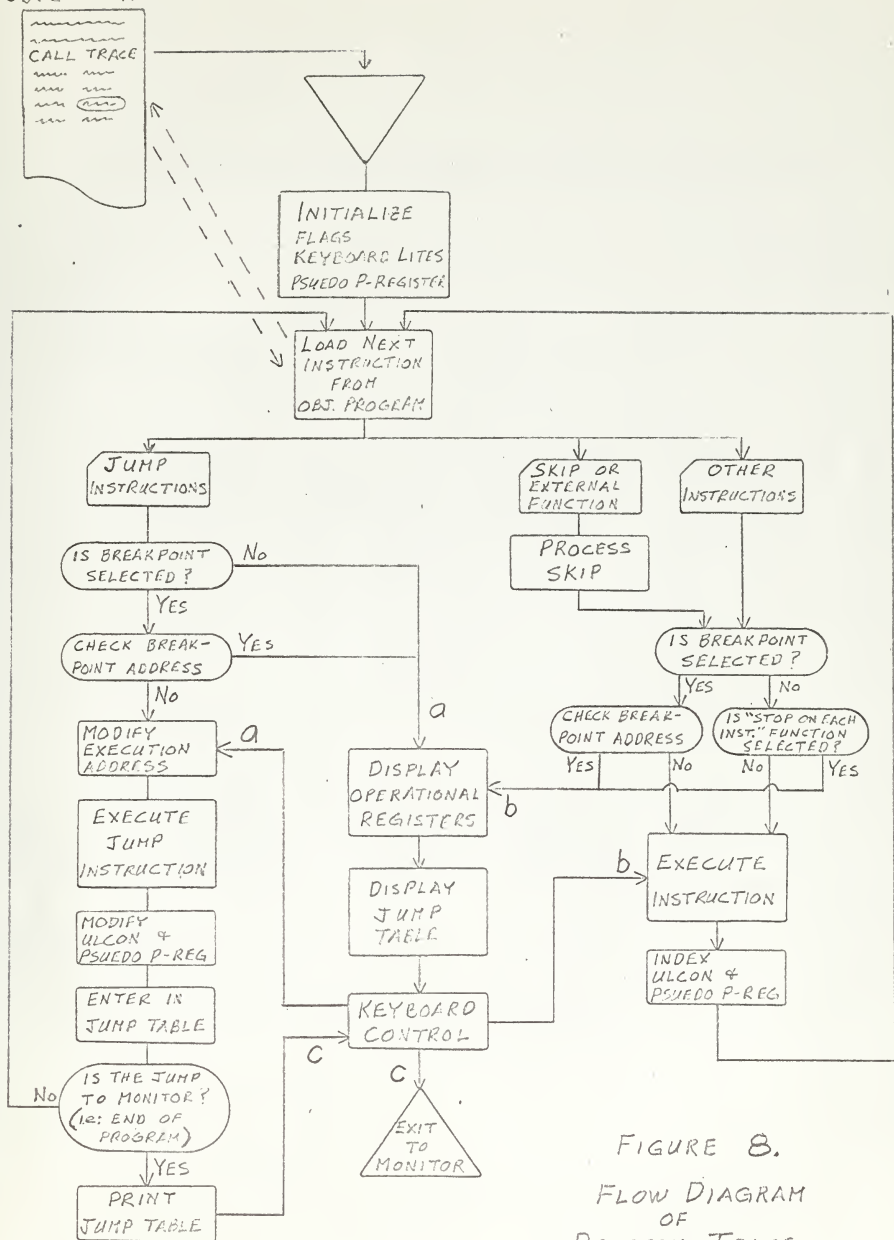 CALL TRACE
INITIALIZE
FLAGS
KEYBOARD LITES
PSUEDO P-REGISTER
LOAD NEXT
INSTRUCTION
FROM
OBJ. PROGRAM
JUMP
INSTRUCTIONS
SKIP OR
EXTERNAL
FUNCTION
OTHER
INSTRUCTIONS
PROCESS
SKIP
IS BREAKPOINT
SELECTED?
No
YES
CHECK BREAK-
POINT ADDRESS
YES
No
IS BREAKPOINT
SELECTED?
YES
No
CHECK BREAK-
POINT ADDRESS
YES
No
IS "STOP ON EACH
INST." FUNCTION
SELECTED?
No
YES
MODIFY
EXECUTION
ADDRESS
a
a
DISPLAY
OPERATIONAL
REGISTERS
b
EXECUTE
JUMP
INSTRUCTION
DISPLAY
JUMP
TABLE
b
EXECUTE
INSTRUCTION
MODIFY
ULCON &
PSUEDO P-REG
INDEX
ULCON &
PSUEDO P-REG
ENTER IN
JUMP TABLE
KEYBOARD
CONTROL
C
C
IS THE JUMP
TO MONITOR?
(i.e: END OF
PROGRAM)
No
YES
EXIT
TO
MONITOR
PRINT
JUMP TABLE
FIGURE 8.
FLOW DIAGRAM
OF